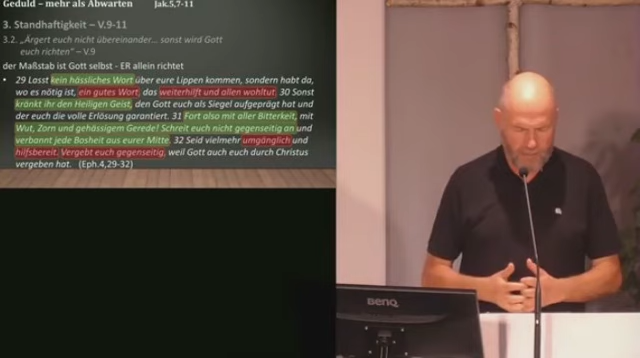 Geduld – mehr als Abwarten Jak.5,7-11
3. Standhaftigkeit – V.9-11
3.2. „Ärgert euch nicht übereinander... sonst wird Gott
euch richten" – V.9
der Maßstab ist Gott selbst - ER allein richtet
• 29 Lasst kein hässliches Wort über eure Lippen kommen, sondern habt da,
wo es nötig ist, ein gutes Wort, das weiterhilft und allen wohltut. 30 Sonst
kränkt ihr den Heiligen Geist, den Gott euch als Siegel aufgeprägt hat und
der euch die volle Erlösung garantiert. 31 Fort also mit aller Bitterkeit, mit
Wut, Zorn und gehässigem Gerede! Schreit euch nicht gegenseitig an und
verbannt jede Bosheit aus eurer Mitte. 32 Seid vielmehr umgänglich und
hilfsbereit. Vergebt euch gegenseitig, weil Gott auch euch durch Christus
vergeben hat. (Eph.4,29-32)
BENQ